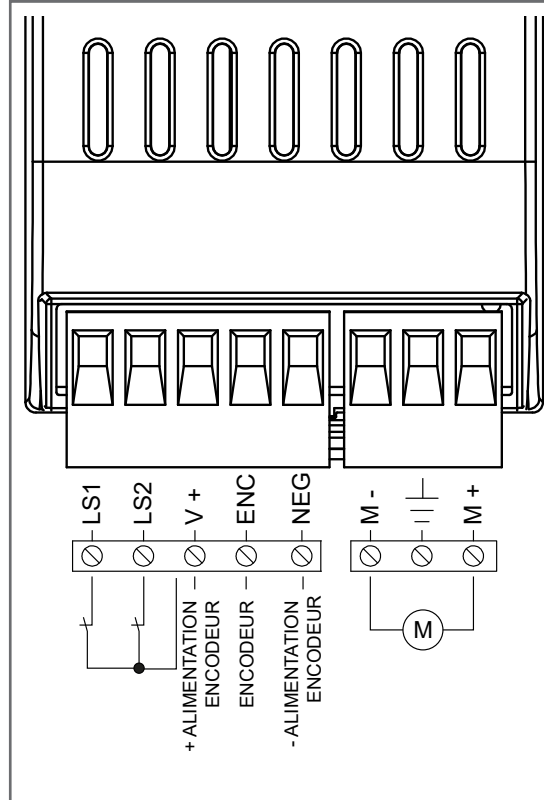 LS1
LS2
V +
ENC
NEG
M -
M +
+ ALIMENTATION
ENCODEUR
ENCODEUR
- ALIMENTATION
ENCODEUR
M